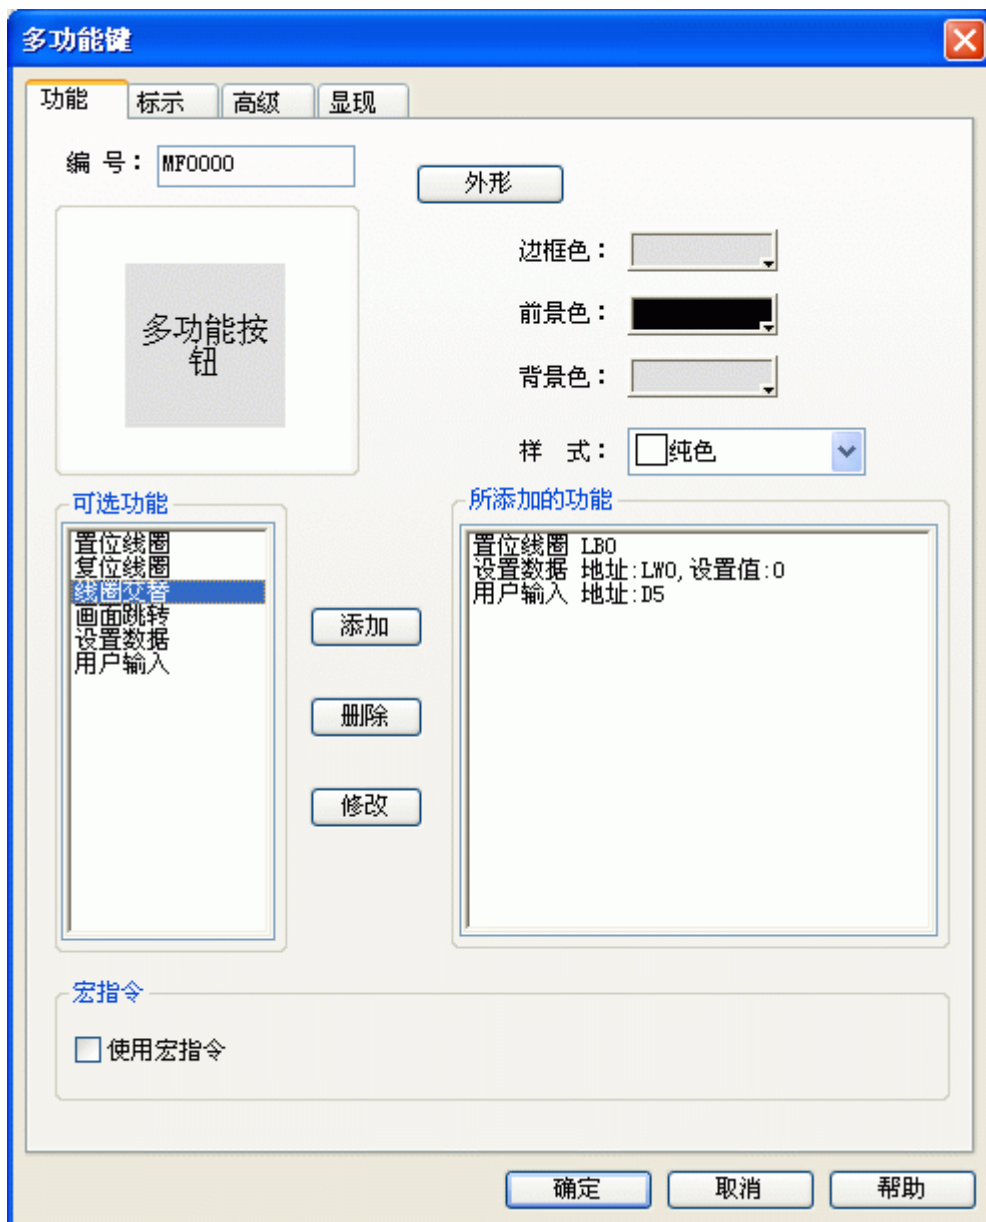 多功能键
功能 标示 高级 显现
编 号： MF0000
外形
多功能按
钮
边框色：
前景色：
背景色：
样 式： 纯色
可选功能
置位线圈
复位线圈
线圈交替
画面跳转
设置数据
用户输入
添加
删除
修改
所添加的功能
置位线圈 LB0
设置数据 地址:LW0,设置值:0
用户输入 地址:D5
宏指令
使用宏指令
确定 取消 帮助